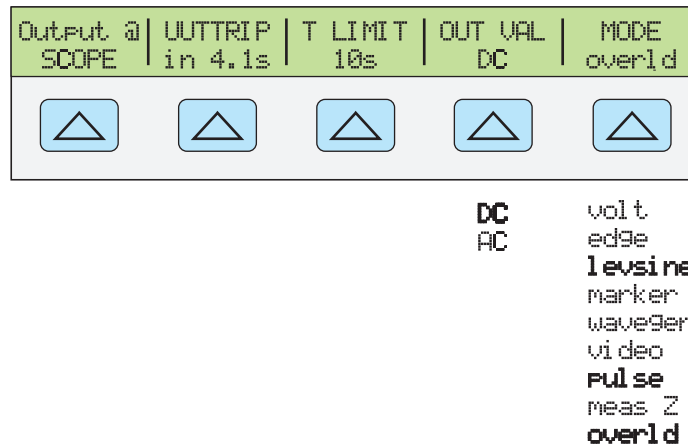 Output @ UUTTRIP T LIMIT OUT VAL MODE
SCOPE in 4.1s 10s DC overld
DC volt
AC edge
levsine
marker
waveger
video
pulse
meas Z
overld